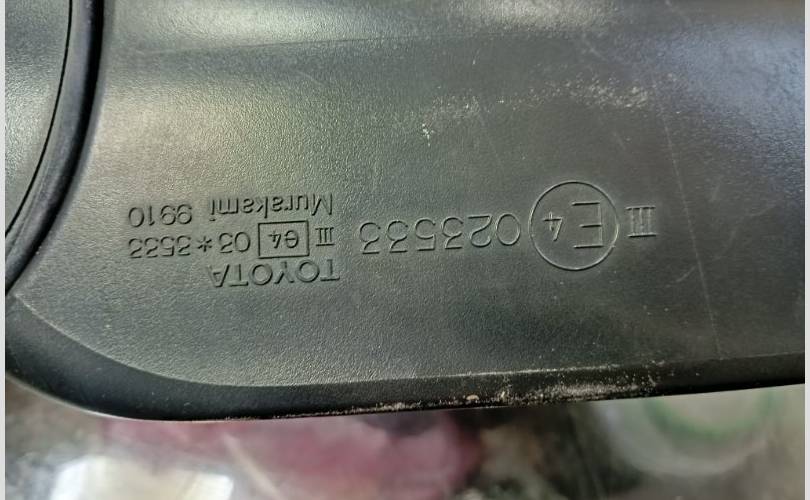 III E4 023533
TOYOTA
III e4 03*3533
Murakami 9910